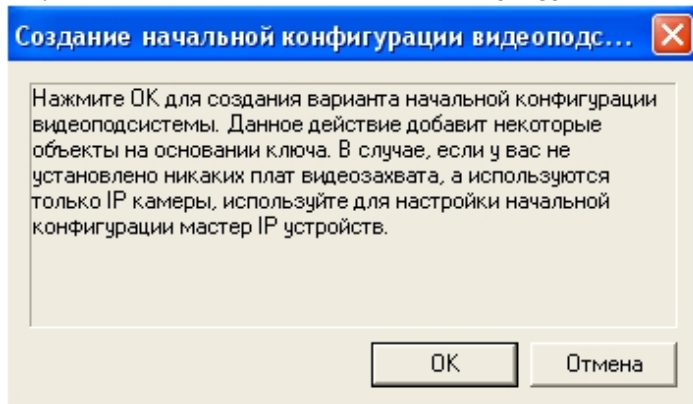 Создание начальной конфигурации видеоподс...
Нажмите ОК для создания варианта начальной конфигурации
видеоподсистемы. Данное действие добавит некоторые
объекты на основании ключа. В случае, если у вас не
установлено никаких плат видеозахвата, а используются
только IP камеры, используйте для настройки начальной
конфигурации мастер IP устройств.
OK
Отмена